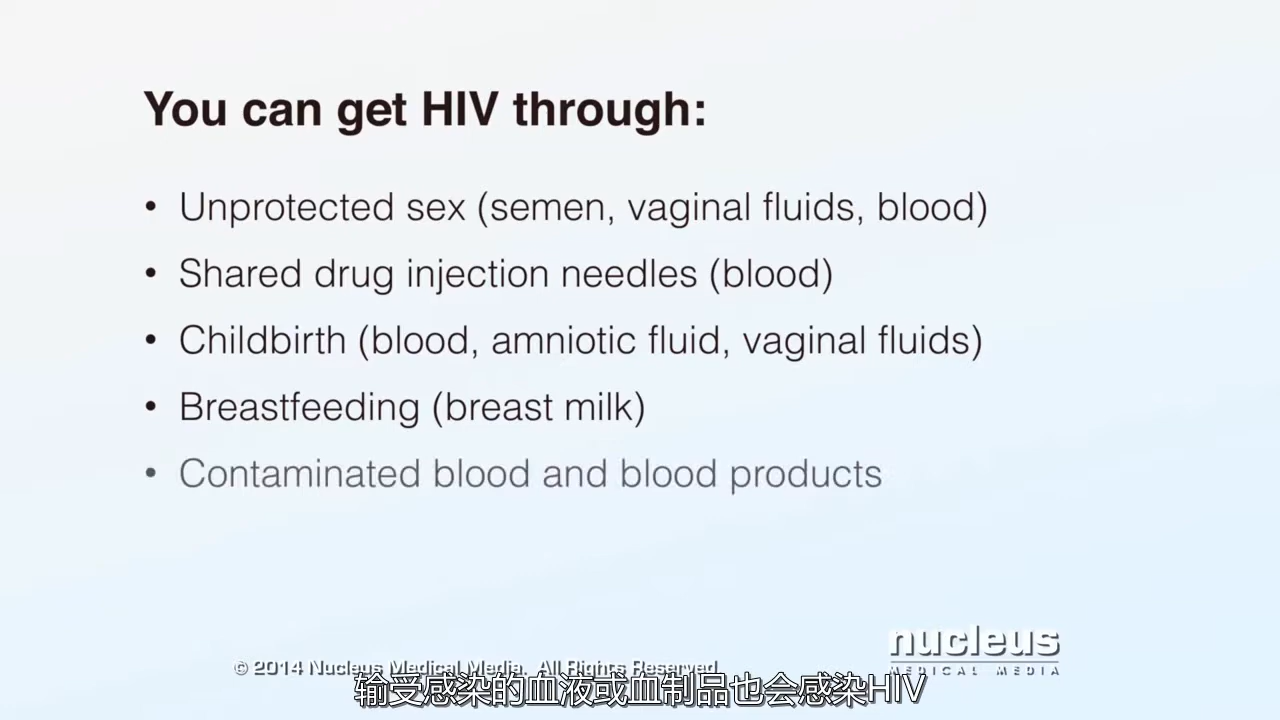 You can get HIV through:
• Unprotected sex (semen, vaginal fluids, blood)
• Shared drug injection needles (blood)
• Childbirth (blood, amniotic fluid, vaginal fluids)
• Breastfeeding (breast milk)
• Contaminated blood and blood products
nucleus
MEDICAL MEDIA
© 2014 Nucleus Medical Media. All Rights Reserved.
输受感染的血液或血制品也会感染HIV